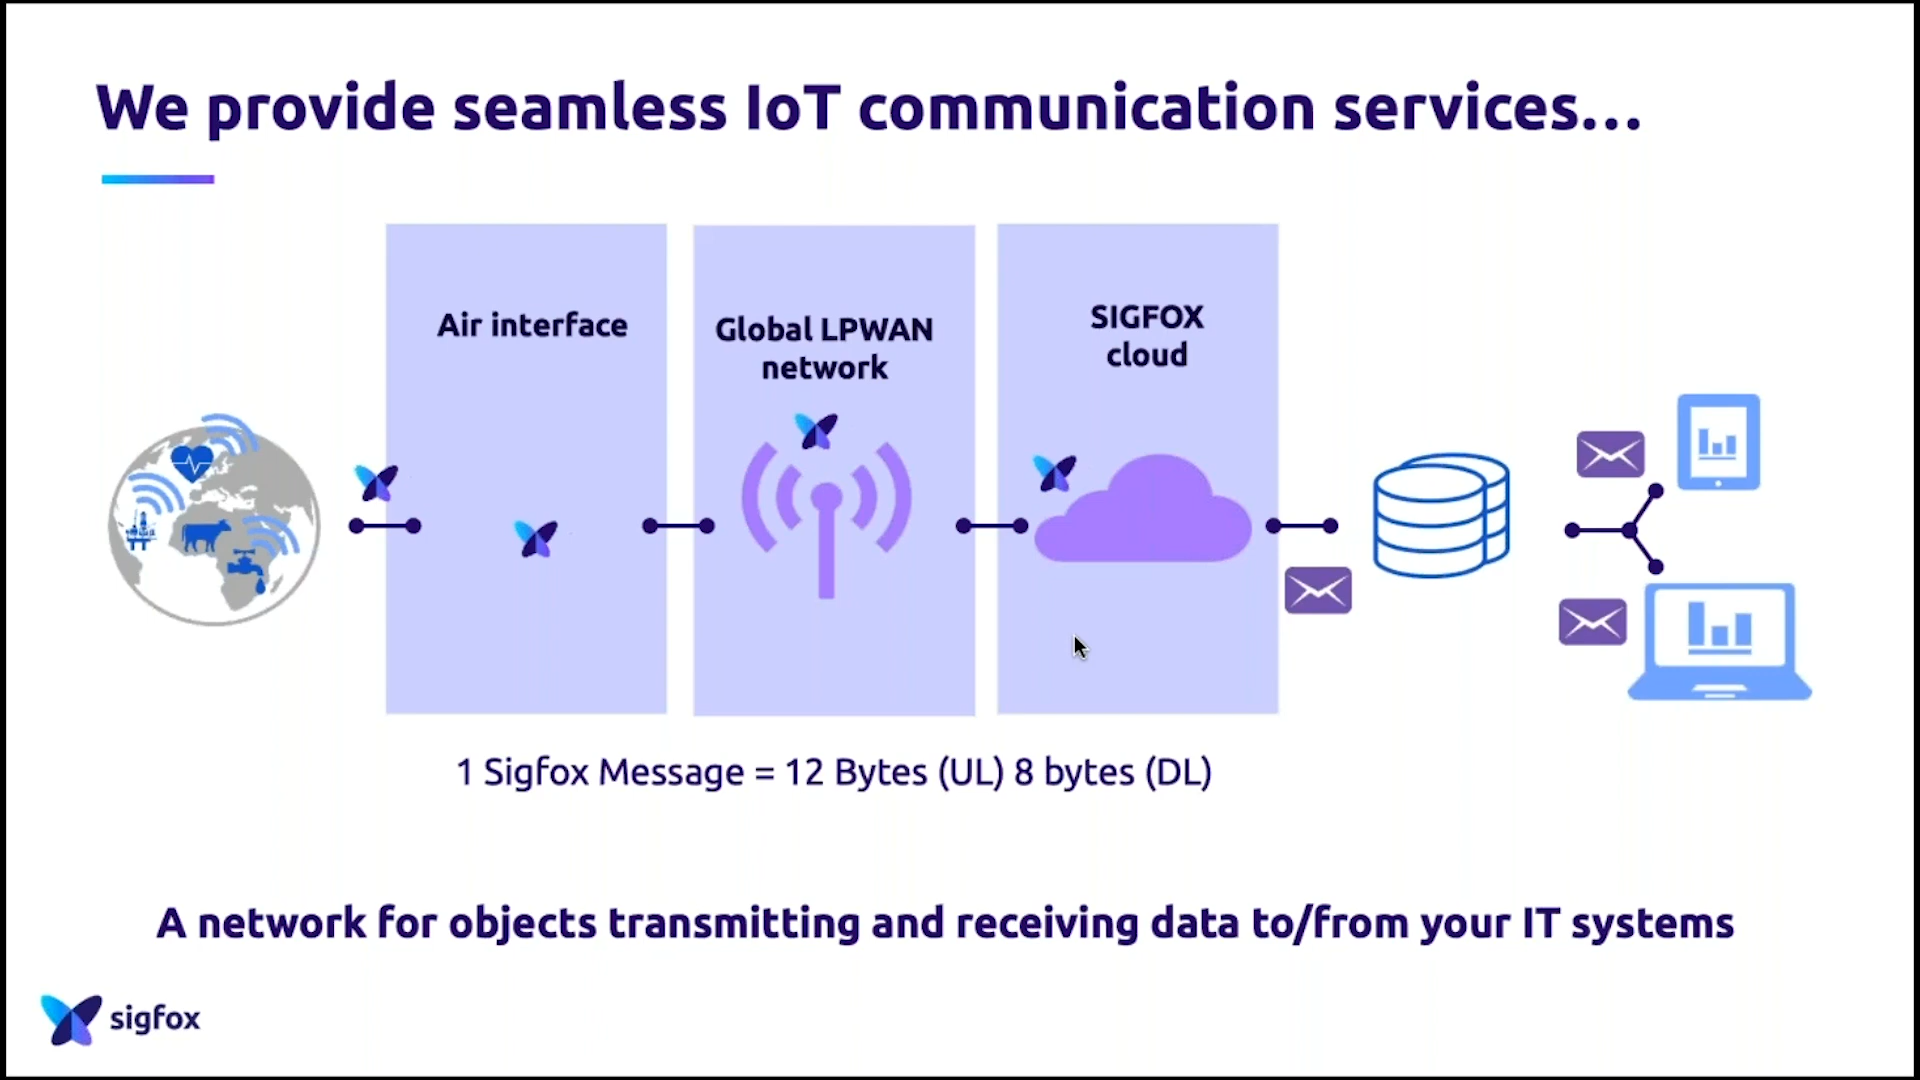 We provide seamless IoT communication services...
Air interface
Global LPWAN
network
SIGFOX
cloud
1 Sigfox Message = 12 Bytes (UL) 8 bytes (DL)
A network for objects transmitting and receiving data to/from your IT systems
sigfox